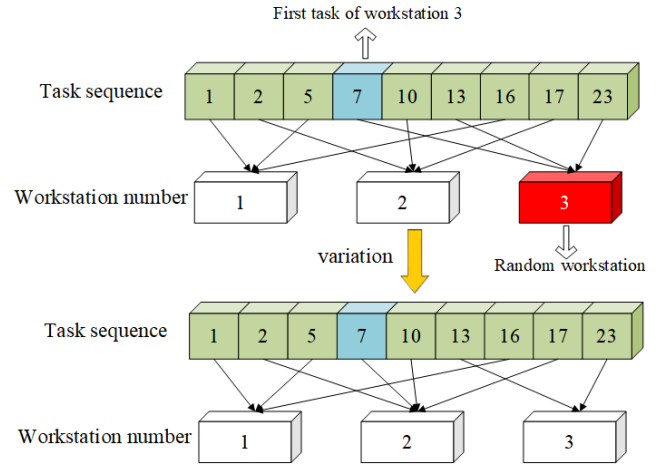 First task of workstation 3
Task sequence 1 2 5 7 10 13 16 17 23
Workstation number 1 2 3
variation
Random workstation
Task sequence 1 2 5 7 10 13 16 17 23
Workstation number 1 2 3